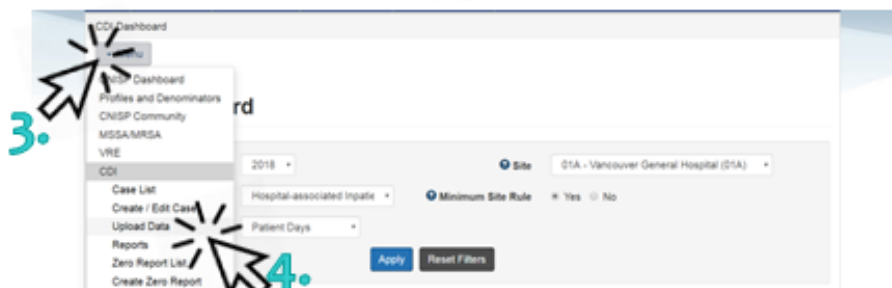 CDI Dashboard
3.
CNISP Dashboard
Profiles and Denominators
CNISP Community
rd
MSSA/MRSA
VRE
CDI
2018
Site
01A - Vancouver General Hospital (01A)
Case List
Hospital-associated Inpatie
Minimum Site Rule
Yes
No
Create / Edit Case
Upload Data
Patient Days
Reports
4.
Zero Report List
Apply
Reset Filters
Create Zero Report